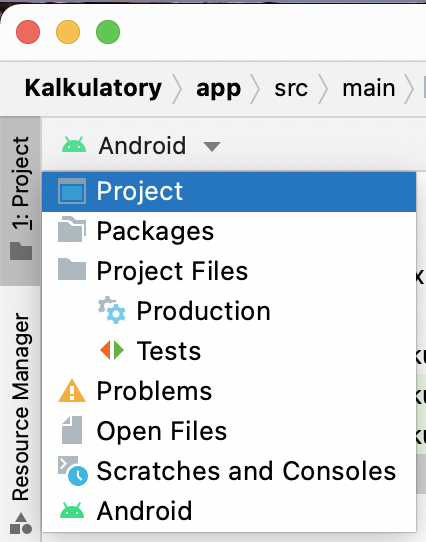 Kalkulatory app src main
Android
1: Project
Resource Manager
Project
Packages
Project Files
Production
Tests
Problems
Open Files
Scratches and Consoles
Android